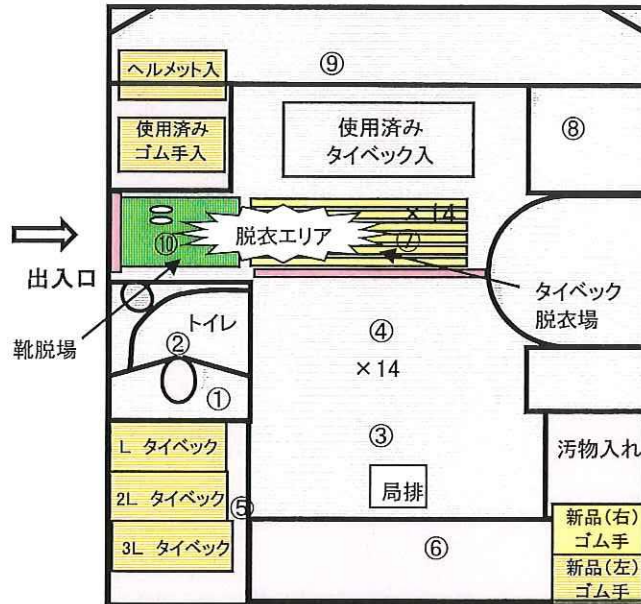 ⑨
ヘルメット入
使用済み
ゴム手入
使用済み
タイベック入
⑧
×14
脱衣エリア
⑩
⑦
出入口
靴脱場
タイベック
脱衣場
トイレ
②
①
④
×14
③
局排
L タイベック
2L タイベック
3L タイベック
⑤
⑥
汚物入れ
新品(右)
ゴム手
新品(左)
ゴム手